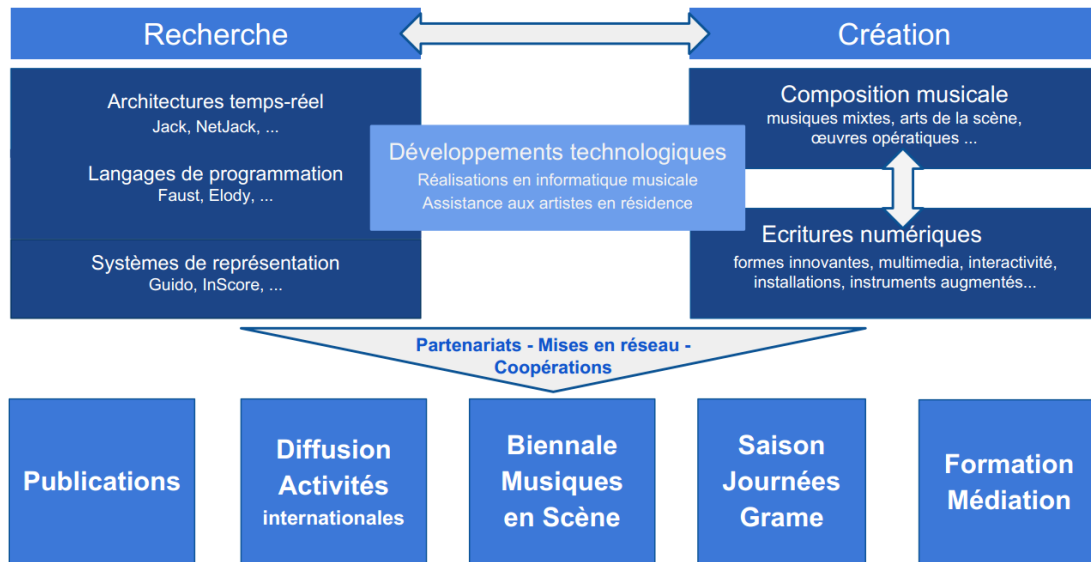 Recherche
Création
Architectures temps-réel
Jack, NetJack, ...
Langages de programmation
Faust, Elody, ...
Systèmes de représentation
Guido, InScore, ...
Développements technologiques
Réalisations en informatique musicale
Assistance aux artistes en résidence
Composition musicale
musiques mixtes, arts de la scène,
œuvres opératiques ...
Ecritures numériques
formes innovantes, multimedia, interactivité,
installations, instruments augmentés...
Partenariats - Mises en réseau -
Coopérations
Publications
Diffusion
Activités
internationales
Biennale
Musiques
en Scène
Saison
Journées
Grame
Formation
Médiation